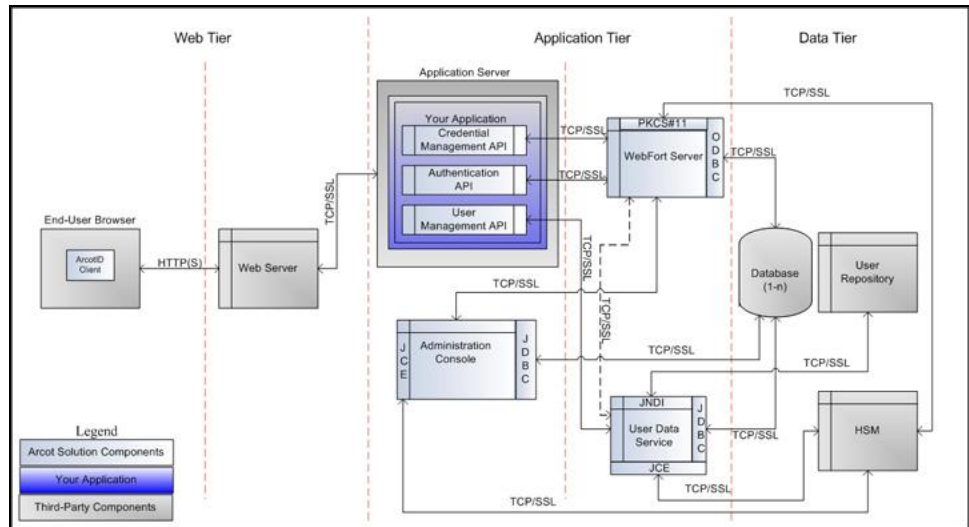 Web Tier
Application Tier
Data Tier
Application Server
Your Application
Credential
Management API
Authentication
API
User
Management API
TCP/SSL
TCP/SSL
TCP/SSL
PKCS#11
WebFort Server
O
D
B
C
TCP/SSL
TCP/SSL
End-User Browser
ArcotID
Client
HTTP(S)
Web Server
TCP/SSL
Database
(1-n)
User
Repository
TCP/SSL
TCP/SSL
J
C
E
Administration
Console
J
D
B
C
TCP/SSL
TCP/SSL
TCP/SSL
JNDI
User Data
Service
J
D
B
C
JCE
TCP/SSL
HSM
TCP/SSL
TCP/SSL
Legend
Arcot Solution Components
Your Application
Third-Party Components